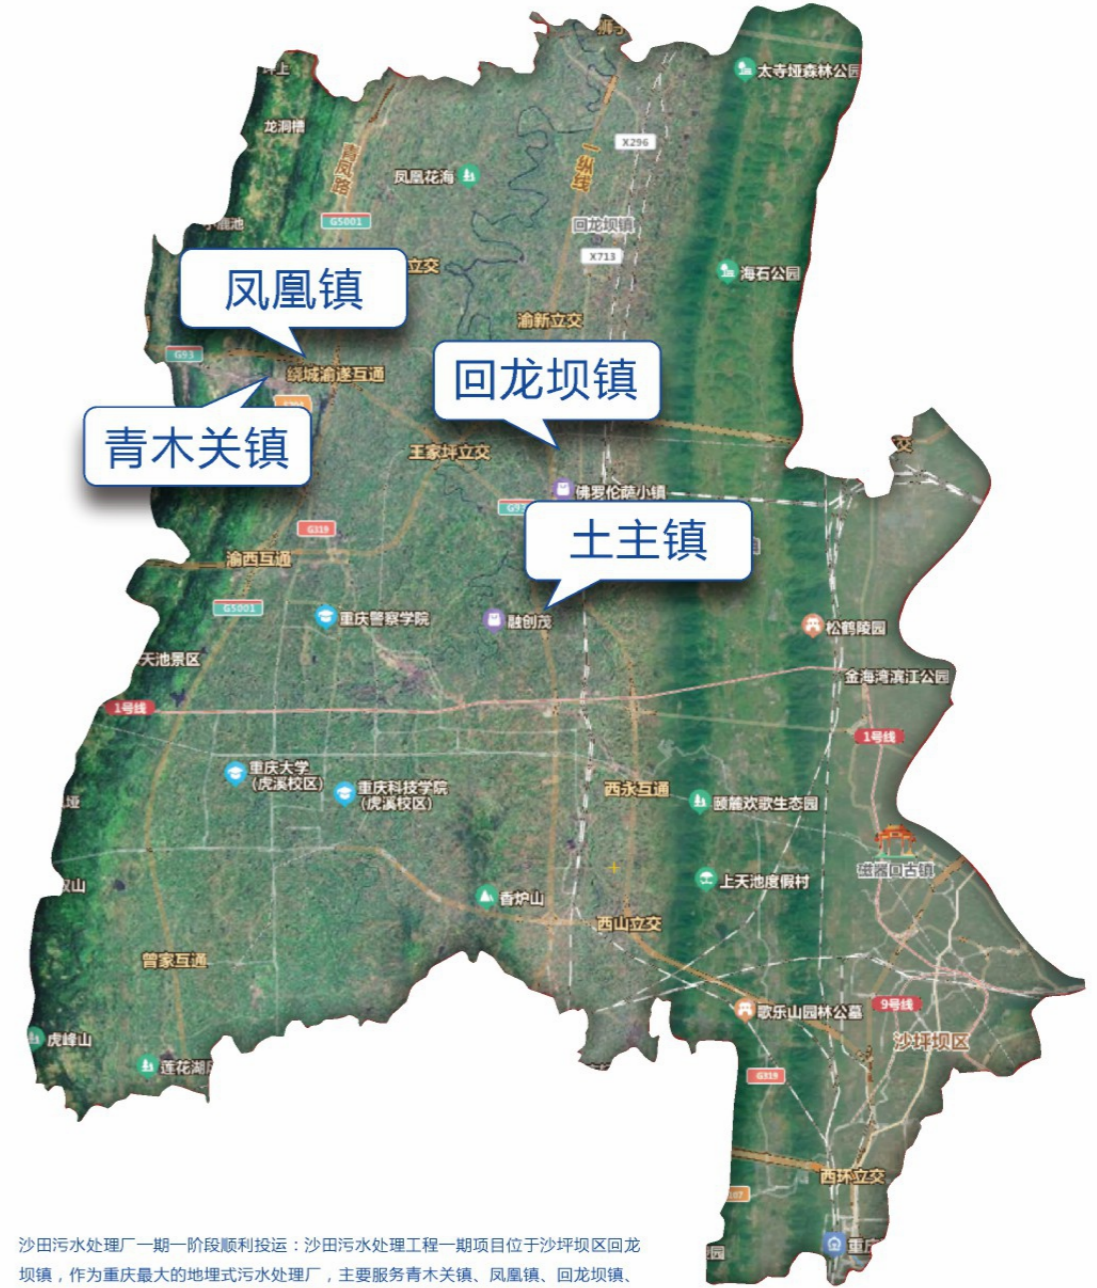 太寺垭森林公园
龙洞槽
X296
青凤路
一纵线
凤凰花海
G5001
回龙坝镇
X713
立交
海石公园
凤凰镇
渝新立交
G93
绕城渝遂互通
回龙坝镇
青木关镇
王家坪立交
交
佛罗伦萨小镇
G319
土主镇
渝西互通
G5001
重庆警察学院
融创茂
松鹤陵园
天池景区
金海湾滨江公园
1号线
1号线
重庆大学
(虎溪校区)
重庆科技学院
(虎溪校区)
西永互通
颐麓欢歌生态园
磁器口古镇
上天池度假村
香炉山
西山立交
曾家互通
歌乐山园林公墓
9号线
虎峰山
沙坪坝区
莲花湖
G319
西环立交
沙田污水处理厂一期一阶段顺利投运：沙田污水处理工程一期项目位于沙坪坝区回龙
坝镇，作为重庆最大的地埋式污水处理厂，主要服务青木关镇、凤凰镇、回龙坝镇、